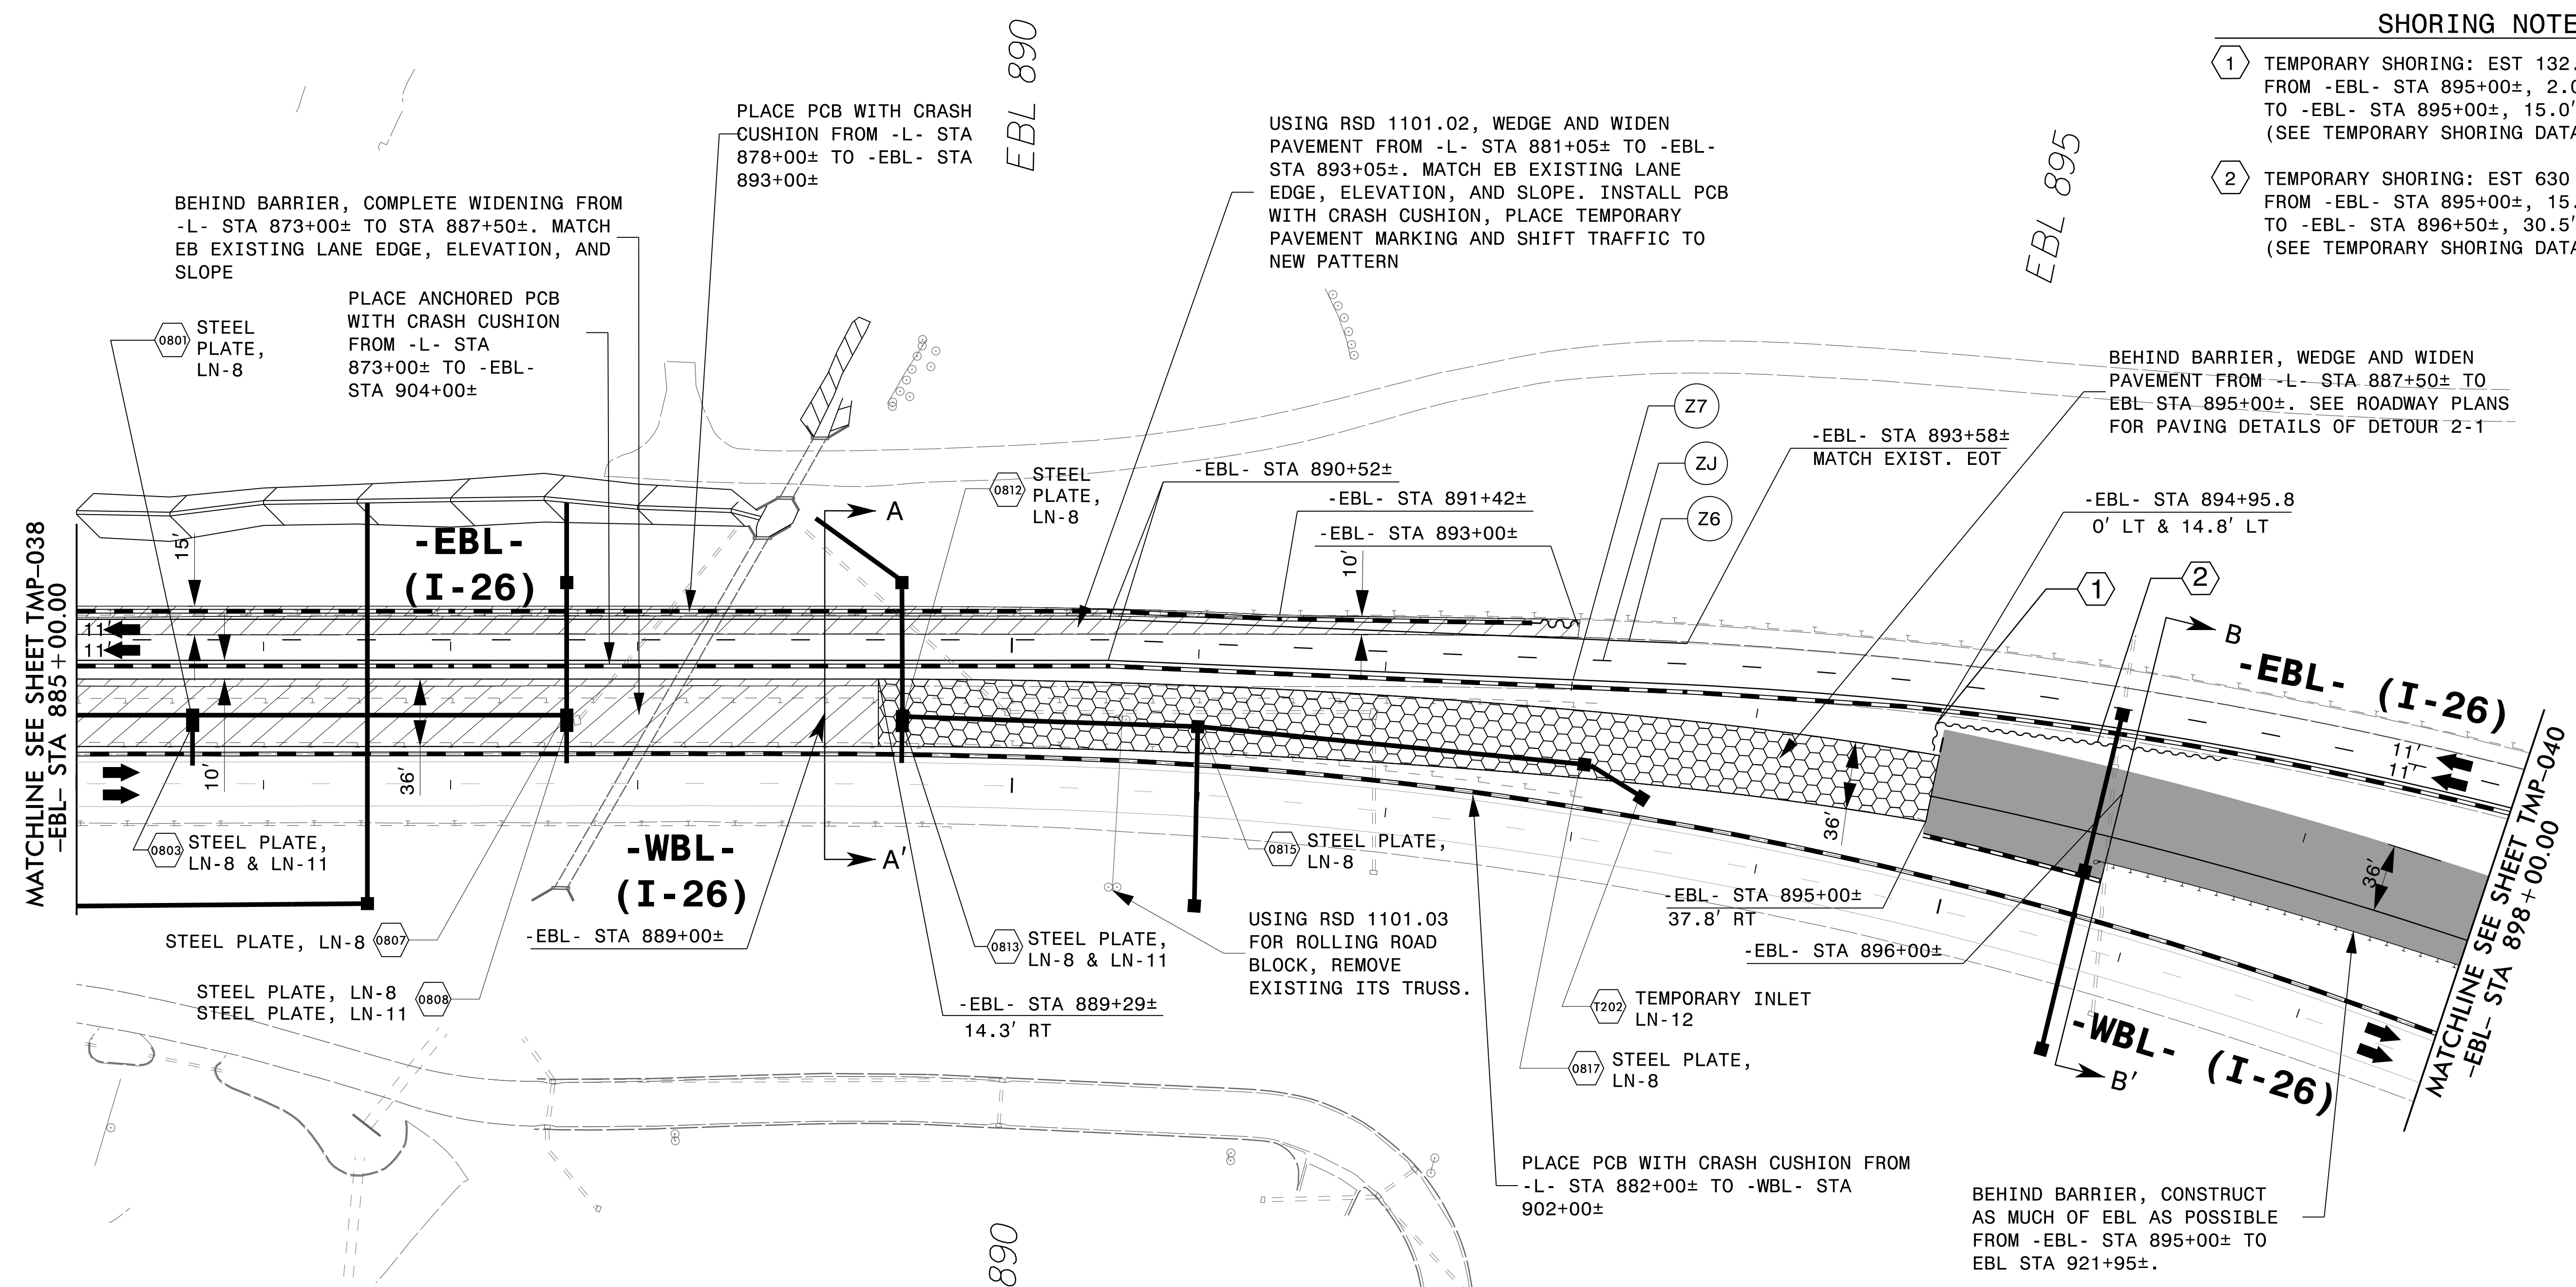 SHORING NOTE
1
TEMPORARY SHORING: EST 132.
FROM -EBL- STA 895+00±, 2.0
TO -EBL- STA 895+00±, 15.0'
(SEE TEMPORARY SHORING DATA
2
TEMPORARY SHORING: EST 630
FROM -EBL- STA 895+00±, 15.
TO -EBL- STA 896+50±, 30.5'
(SEE TEMPORARY SHORING DATA
EBL 890
EBL 895
PLACE PCB WITH CRASH
CUSHION FROM -L- STA
878+00± TO -EBL- STA
893+00±
USING RSD 1101.02, WEDGE AND WIDEN
PAVEMENT FROM -L- STA 881+05± TO -EBL-
STA 893+05±. MATCH EB EXISTING LANE
EDGE, ELEVATION, AND SLOPE. INSTALL PCB
WITH CRASH CUSHION, PLACE TEMPORARY
PAVEMENT MARKING AND SHIFT TRAFFIC TO
NEW PATTERN
BEHIND BARRIER, COMPLETE WIDENING FROM
-L- STA 873+00± TO STA 887+50±. MATCH
EB EXISTING LANE EDGE, ELEVATION, AND
SLOPE
PLACE ANCHORED PCB
WITH CRASH CUSHION
FROM -L- STA
873+00± TO -EBL-
STA 904+00±
0801
STEEL
PLATE,
LN-8
BEHIND BARRIER, WEDGE AND WIDEN
PAVEMENT FROM -L- STA 887+50± TO
EBL STA 895+00±. SEE ROADWAY PLANS
FOR PAVING DETAILS OF DETOUR 2-1
Z7
ZJ
Z6
-EBL- STA 893+58±
MATCH EXIST. EOT
0812
STEEL
PLATE,
LN-8
-EBL- STA 890+52±
-EBL- STA 891+42±
-EBL- STA 893+00±
-EBL- STA 894+95.8
0' LT & 14.8' LT
A
15'
-EBL-
(I-26)
10'
1
2
B
-EBL- (I-26)
11'
11'
11'
11'
MATCHLINE SEE SHEET TMP-038
-EBL- STA 885+00.00
MATCHLINE SEE SHEET TMP-040
-EBL- STA 898+00.00
10'
36'
36'
36'
0803
STEEL PLATE,
LN-8 & LN-11
-WBL-
(I-26)
A'
0815
STEEL PLATE,
LN-8
-EBL- STA 895+00±
37.8' RT
-EBL- STA 896+00±
STEEL PLATE, LN-8
0807
-EBL- STA 889+00±
0813
STEEL PLATE,
LN-8 & LN-11
USING RSD 1101.03
FOR ROLLING ROAD
BLOCK, REMOVE
EXISTING ITS TRUSS.
STEEL PLATE, LN-8
STEEL PLATE, LN-11
0808
-EBL- STA 889+29±
14.3' RT
T202
TEMPORARY INLET
LN-12
0817
STEEL PLATE,
LN-8
-WBL- (I-26)
B'
PLACE PCB WITH CRASH CUSHION FROM
-L- STA 882+00± TO -WBL- STA
902+00±
BEHIND BARRIER, CONSTRUCT
AS MUCH OF EBL AS POSSIBLE
FROM -EBL- STA 895+00± TO
EBL STA 921+95±.
890